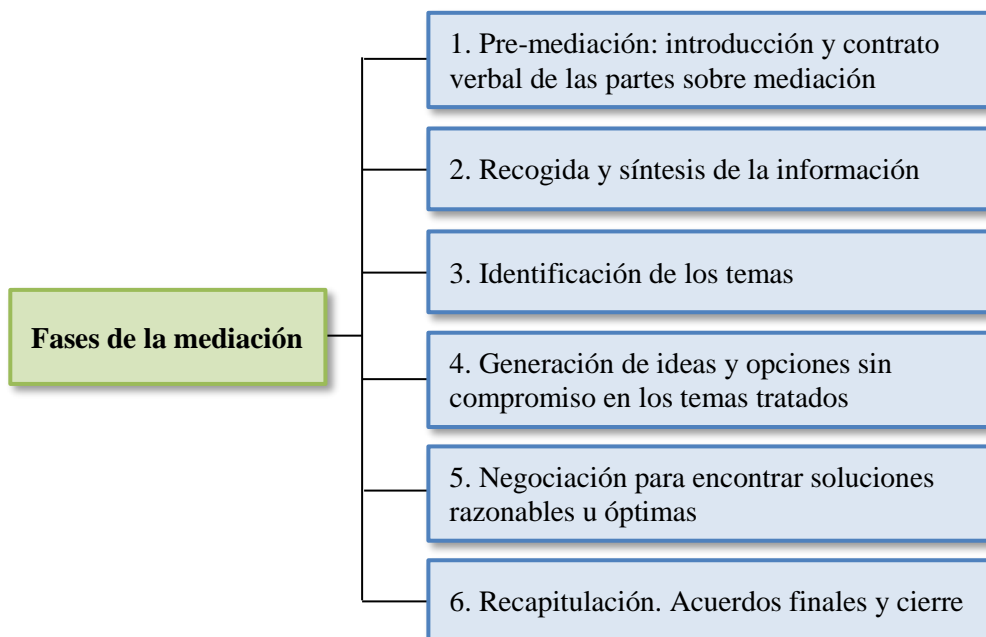 Fases de la mediación
1. Pre-mediación: introducción y contrato
verbal de las partes sobre mediación
2. Recogida y síntesis de la información
3. Identificación de los temas
4. Generación de ideas y opciones sin
compromiso en los temas tratados
5. Negociación para encontrar soluciones
razonables u óptimas
6. Recapitulación. Acuerdos finales y cierre